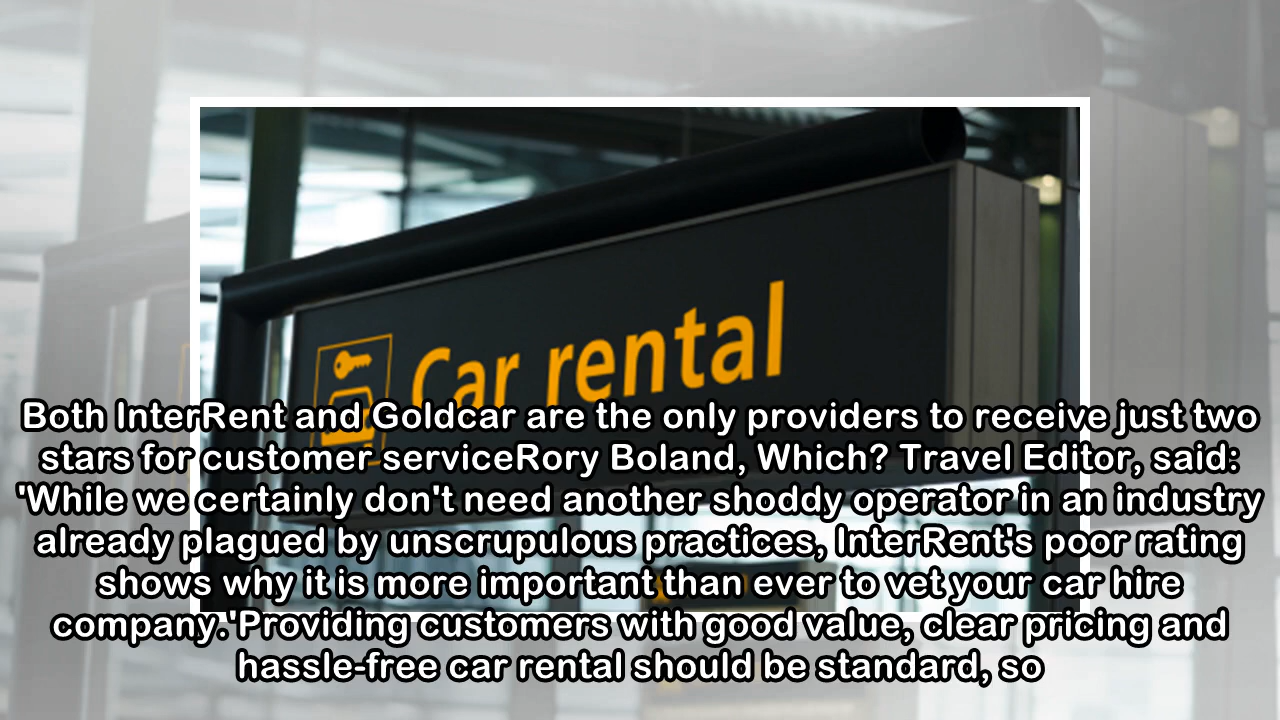 Car rental
Both InterRent and Goldcar are the only providers to receive just two
stars for customer serviceRory Boland, Which? Travel Editor, said:
'While we certainly don't need another shoddy operator in an industry
already plagued by unscrupulous practices, InterRent's poor rating
shows why it is more important than ever to vet your car hire
company.'Providing customers with good value, clear pricing and
hassle-free car rental should be standard, so